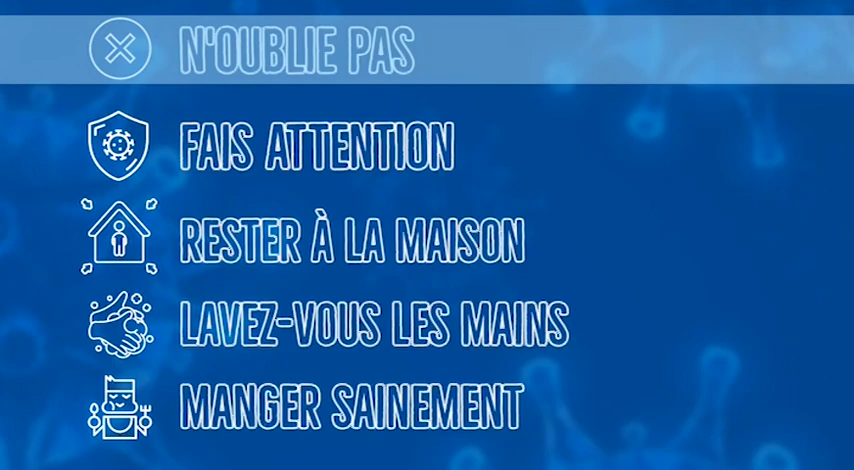 N'OUBLIE PAS
FAIS ATTENTION
RESTER À LA MAISON
LAVEZ-VOUS LES MAINS
MANGER SAINEMENT